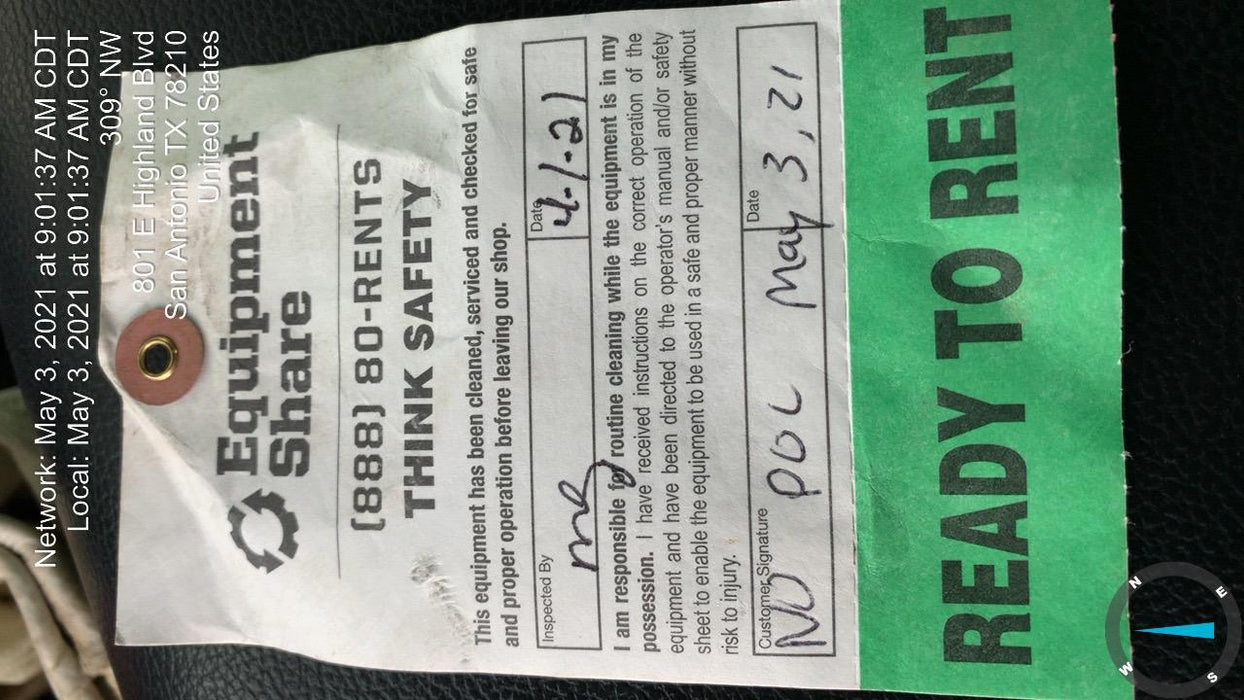 Network: May 3, 2021 at 9:01:37 AM CDT
Local: May 3, 2021 at 9:01:37 AM CDT
309° NW
801 E Highland Blvd
San Antonio TX 78210
United States
Equipment
Share
(888) 80-RENTS
THINK SAFETY
This equipment has been cleaned, serviced and checked for safe
and proper operation before leaving our shop.
Inspected By Date
4-1-21
I am responsible for routine cleaning while the equipment is in my
possession. I have received instructions on the correct operation of the
equipment and have been directed to the operator's manual and/or safety
sheet to enable the equipment to be used in a safe and proper manner without
risk to injury.
Customer Signature Date
NO POC May 3, 21
READY TO RENT
N
E
S
W